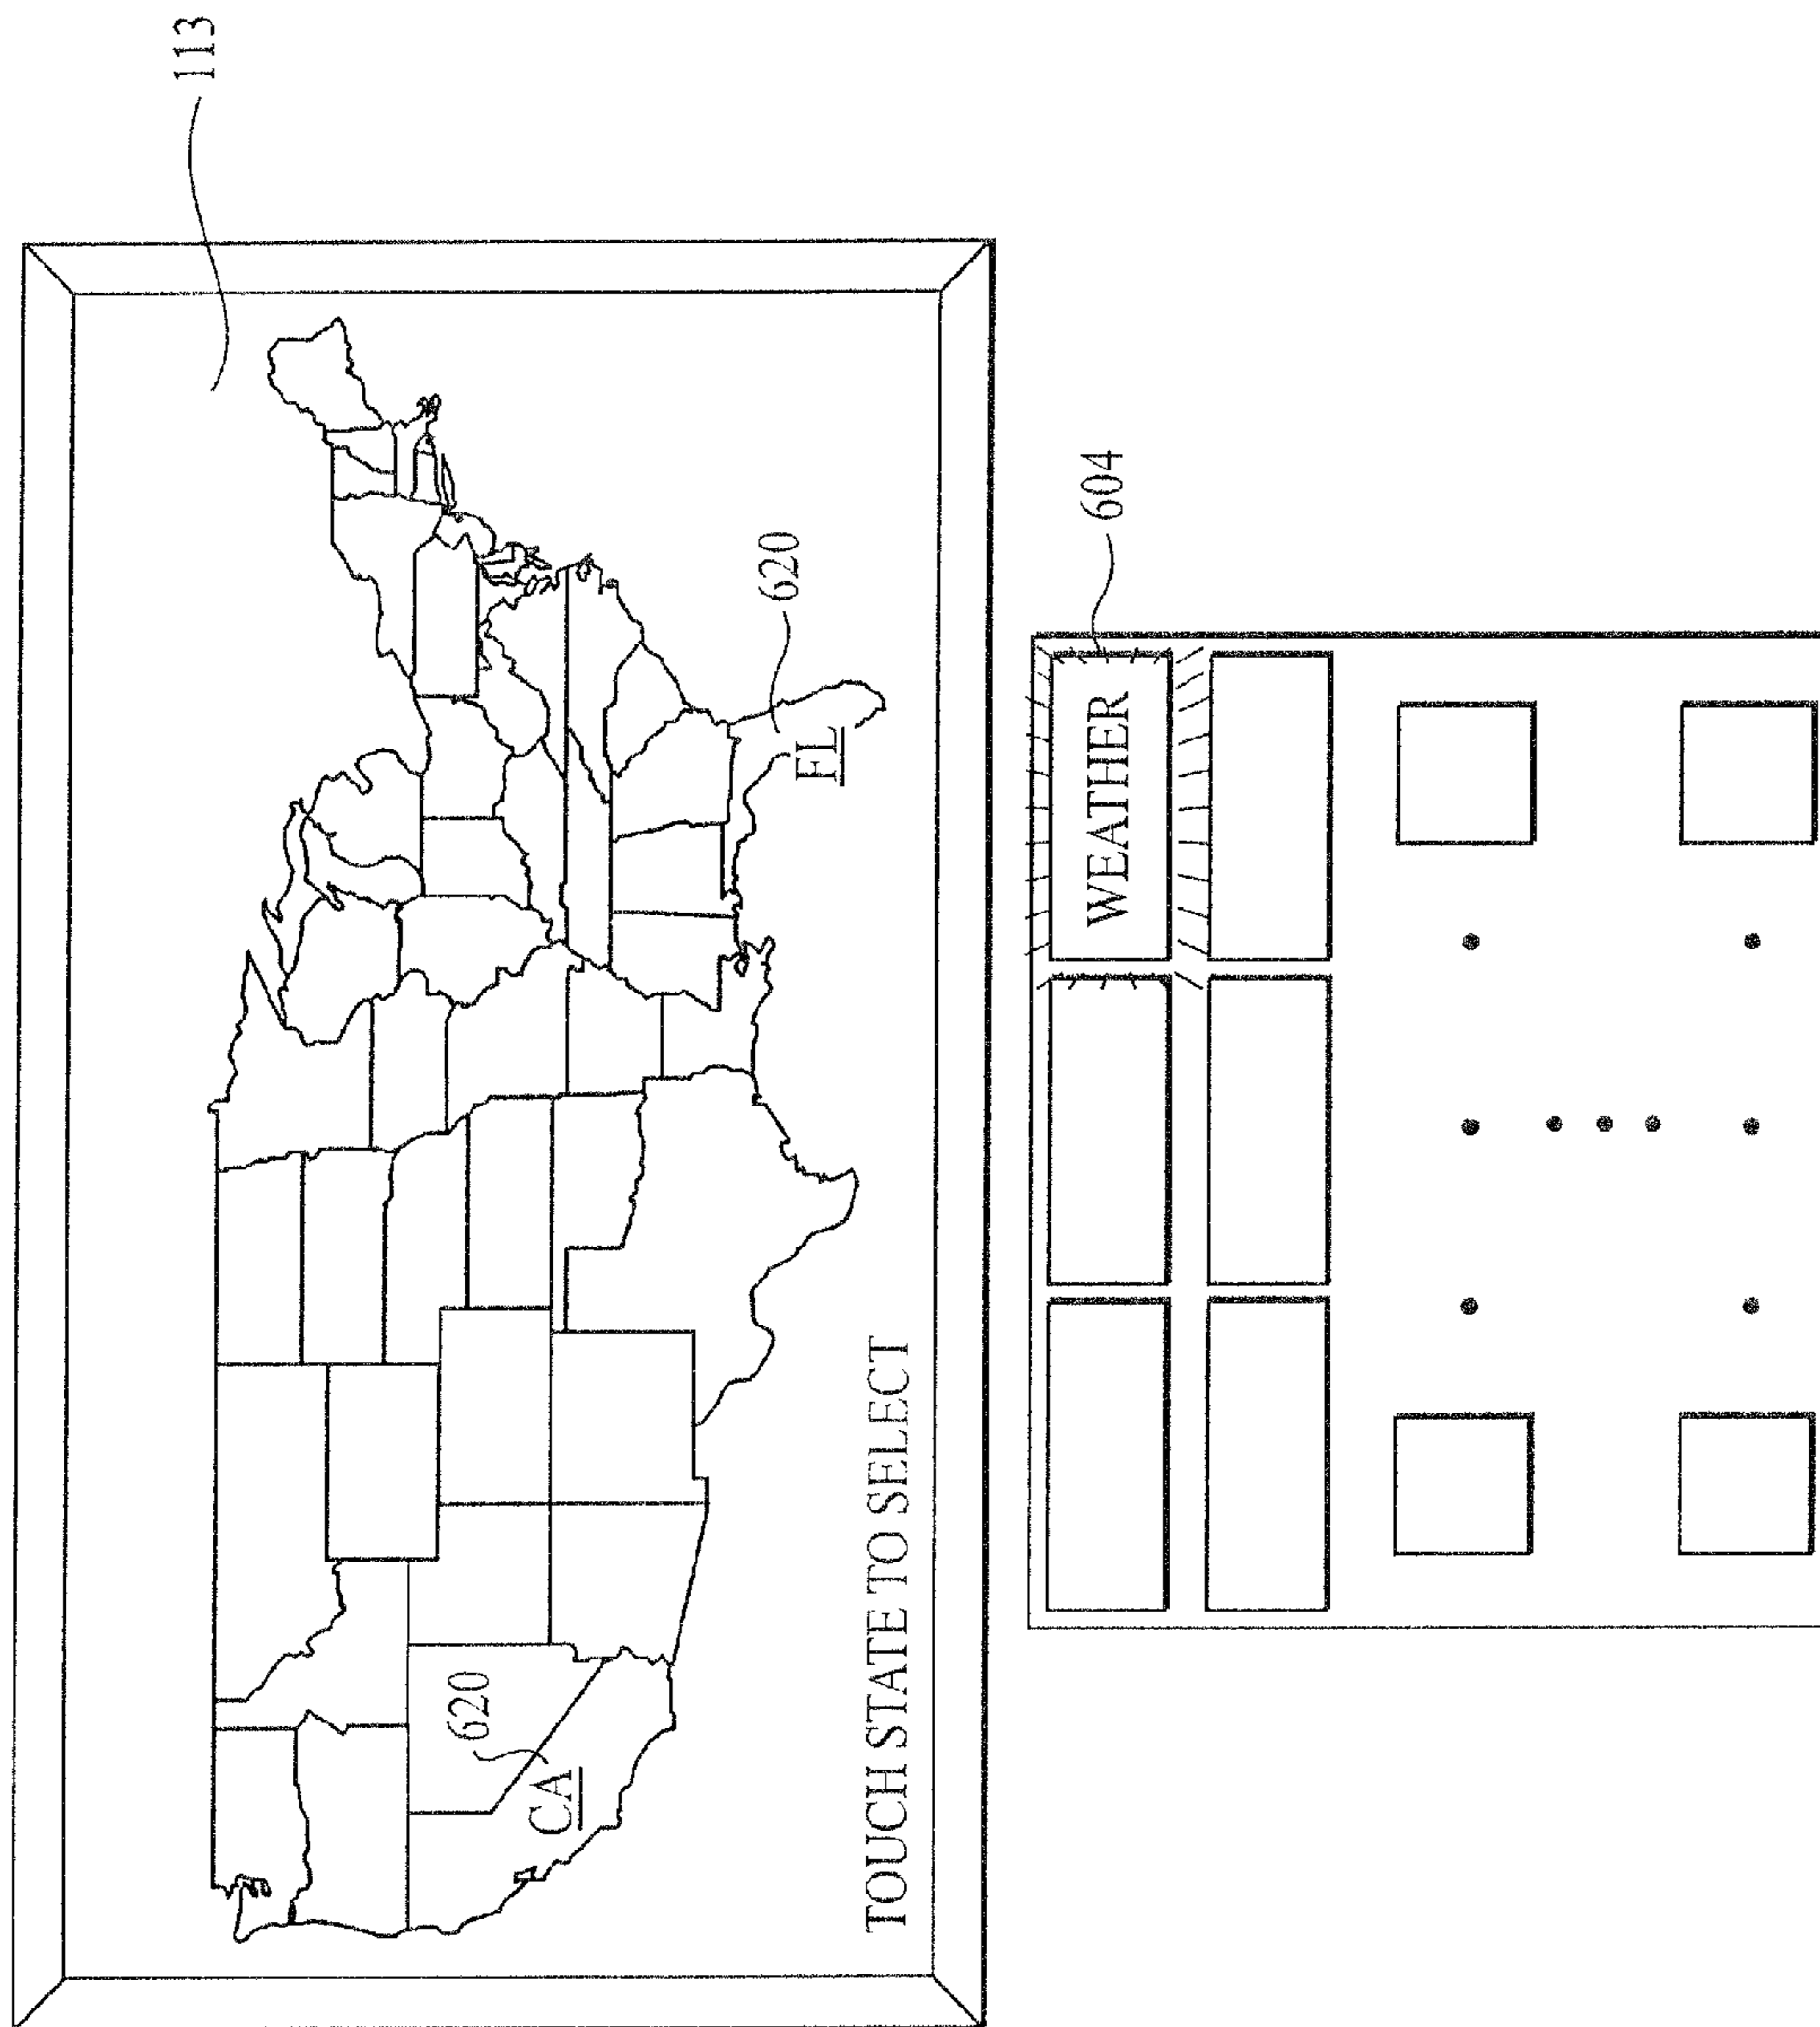 113
620
CA
620
FL
TOUCH STATE TO SELECT
WEATHER
604